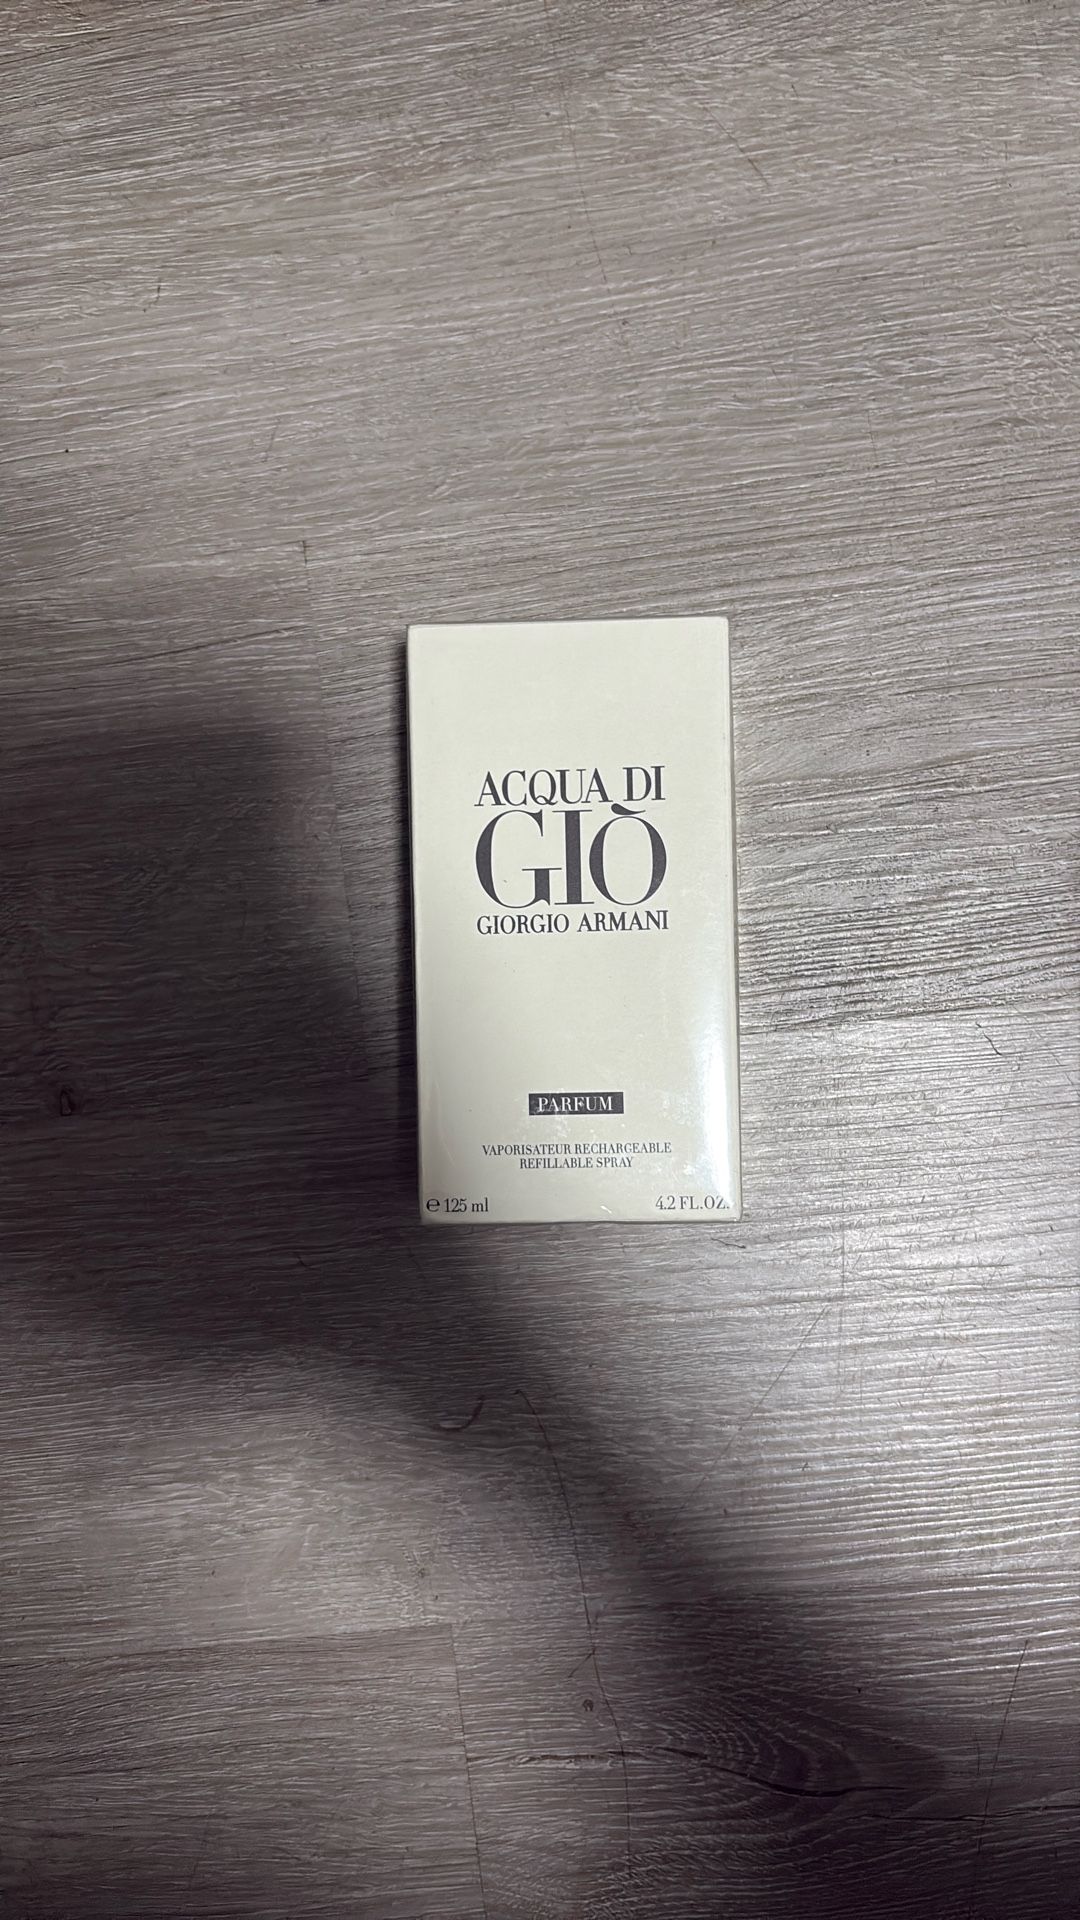 ACQUA DI
GIÒ
GIORGIO ARMANI
PARFUM
VAPORISATEUR RECHARGEABLE
REFILLABLE SPRAY
℮ 125 ml 4.2 FL.OZ.